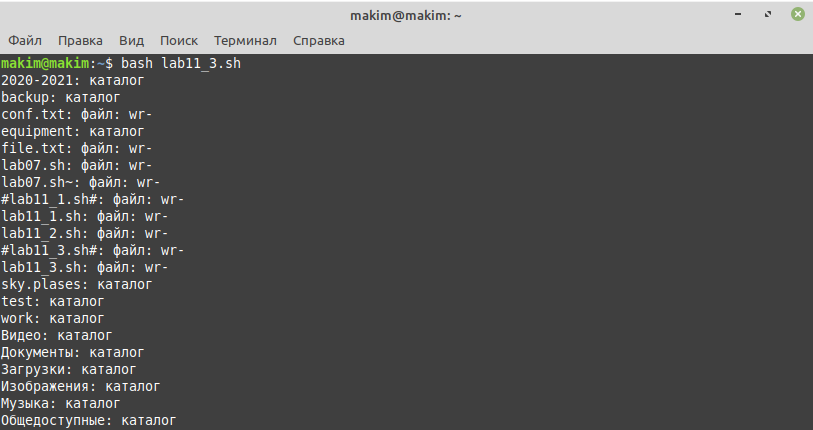 makim@makim: ~
Файл Правка Вид Поиск Терминал Справка
makim@makim:~$ bash lab11_3.sh
2020-2021: каталог
backup: каталог
conf.txt: файл: wr-
equipment: каталог
file.txt: файл: wr-
lab07.sh: файл: wr-
lab07.sh~: файл: wr-
#lab11_1.sh#: файл: wr-
lab11_1.sh: файл: wr-
lab11_2.sh: файл: wr-
#lab11_3.sh#: файл: wr-
lab11_3.sh: файл: wr-
sky.plases: каталог
test: каталог
work: каталог
Видео: каталог
Документы: каталог
Загрузки: каталог
Изображения: каталог
Музыка: каталог
Общедоступные: каталог